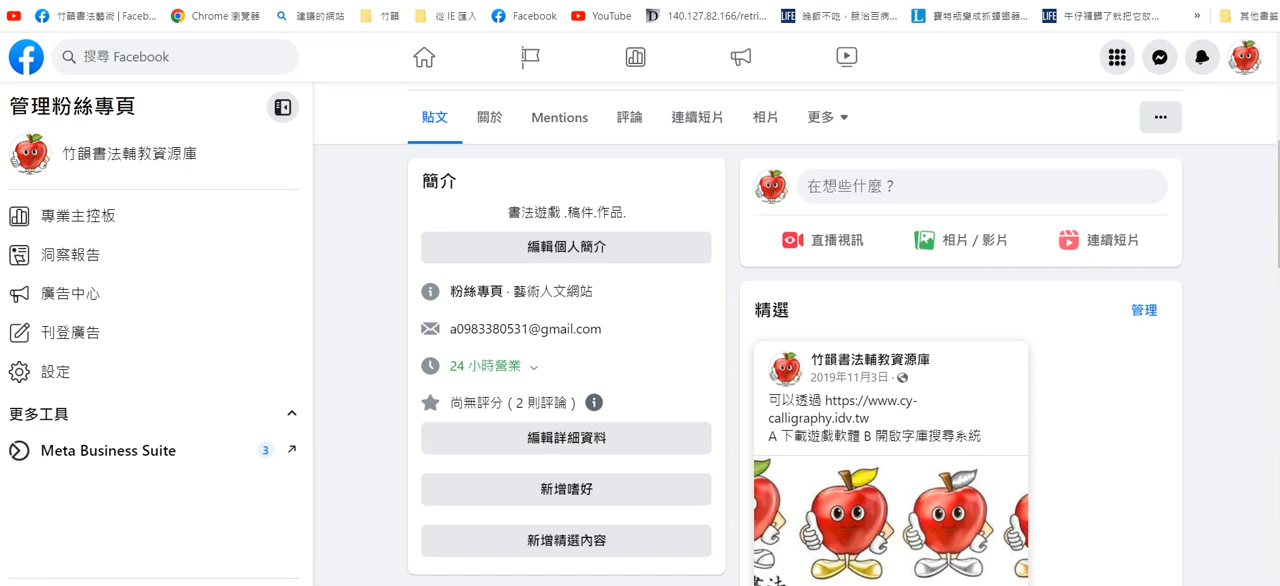 竹韻書法藝術 | Faceb...
Chrome 瀏覽器
建議的網站
竹韻
從 IE 匯入
Facebook
YouTube
140.127.82.166/retri...
晚飯不吃，餓治百病...
寶特瓶變成抓蟑螂器...
牛仔褲髒了就把它放...
»
其他書籤
搜尋 Facebook
管理粉絲專頁
竹韻書法輔教資源庫
專業主控板
洞察報告
廣告中心
刊登廣告
設定
更多工具
Meta Business Suite
3
貼文
關於
Mentions
評論
連續短片
相片
更多
簡介
書法遊戲 .稿件.作品.
編輯個人簡介
粉絲專頁 · 藝術人文網站
a0983380531@gmail.com
24 小時營業
尚無評分 ( 2 則評論 )
編輯詳細資料
新增嗜好
新增精選內容
在想些什麼？
直播視訊
相片 / 影片
連續短片
精選
管理
竹韻書法輔教資源庫
2019年11月3日 ·
可以透過 https://www.cy-
calligraphy.idv.tw
A 下載遊戲軟體 B 開啟字庫搜尋系統